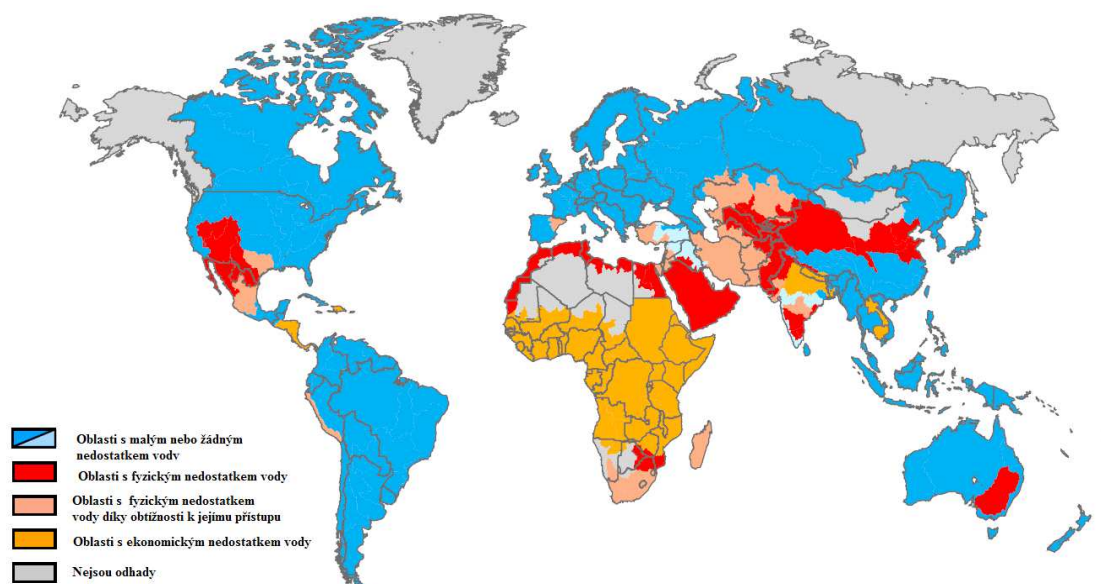 Oblasti s malým nebo žádným
nedostatkem vody
Oblasti s fyzickým nedostatkem vody
Oblasti s fyzickým nedostatkem
vody díky obtížnosti k jejímu přístupu
Oblasti s ekonomickým nedostatkem vody
Nejsou odhady